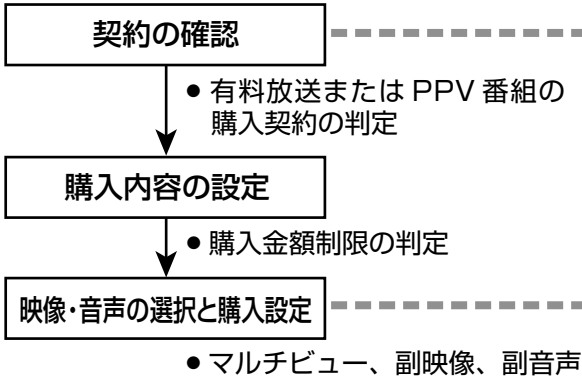 契約の確認
● 有料放送または PPV 番組の
購入契約の判定
購入内容の設定
● 購入金額制限の判定
映像・音声の選択と購入設定
● マルチビュー、副映像、副音声